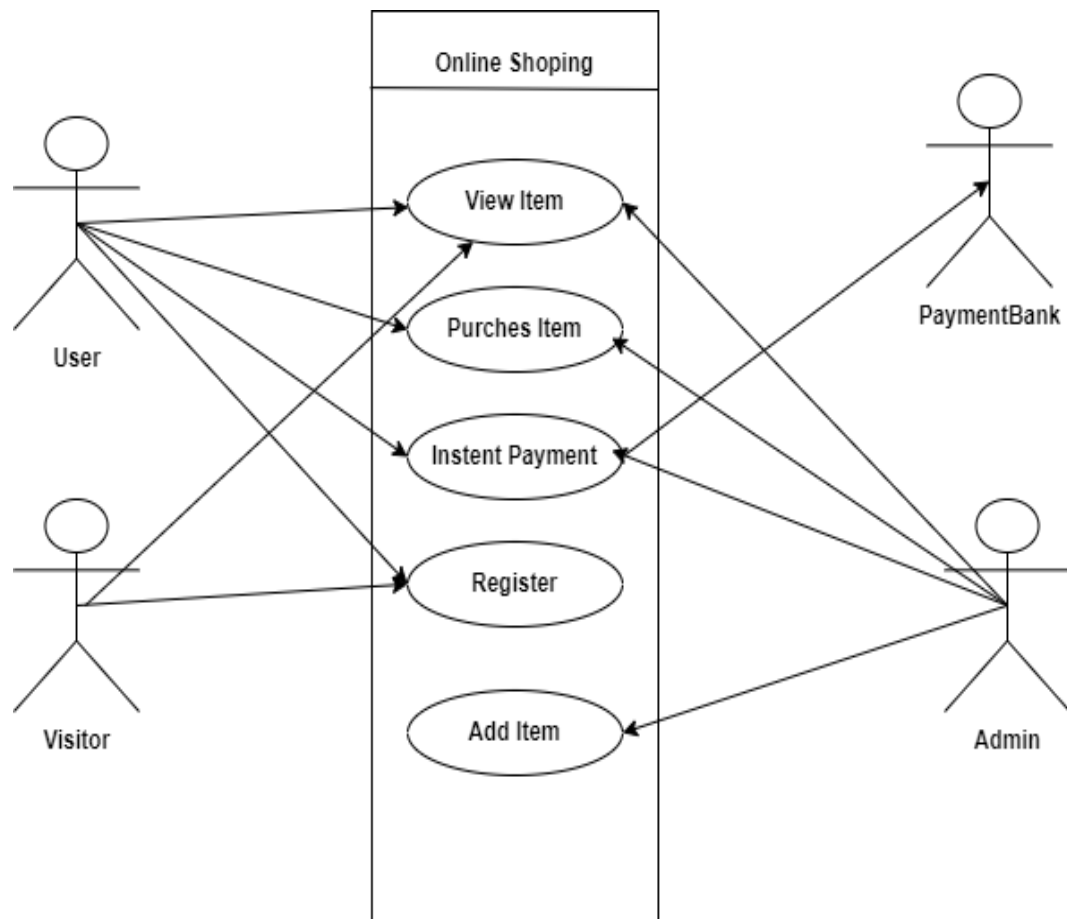 Online Shoping
View Item
Purches Item
Instent Payment
Register
Add Item
User
Visitor
PaymentBank
Admin